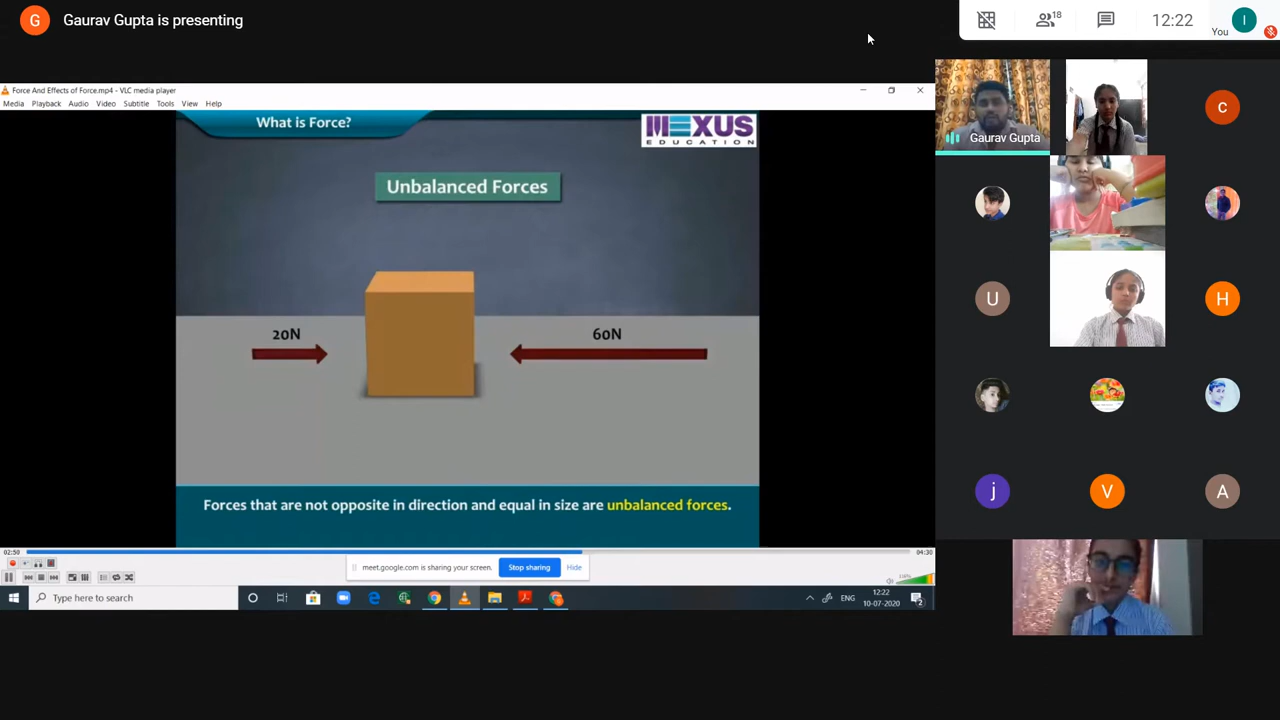 G
Gaurav Gupta is presenting
18
12:22
You
I
Force And Effects of Force.mp4 - VLC media player
Media Playback Audio Video Subtitle Tools View Help
What is Force?
MEXUS
EDUCATION
Unbalanced Forces
20N
60N
Forces that are not opposite in direction and equal in size are unbalanced forces.
02:50
04:30
meet.google.com is sharing your screen.
Stop sharing
Hide
Type here to search
ENG
12:22
10-07-2020
2
Gaurav Gupta
C
U
H
j
V
A